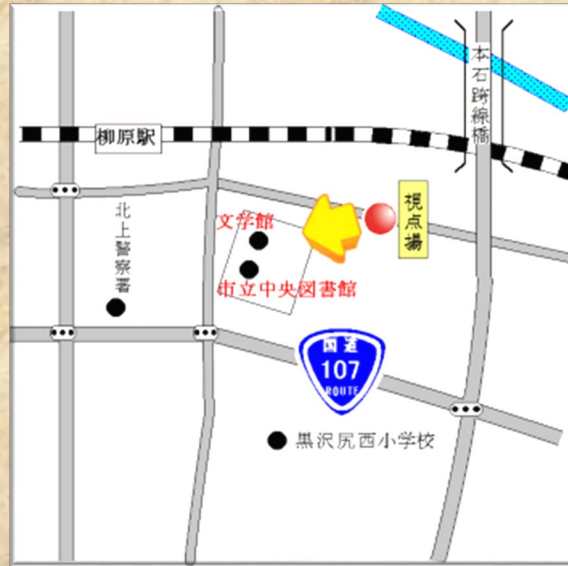 本石跨線橋
柳原駅
視点場
北上警察署
文学館
市立中央図書館
国道
107
ROUTE
黒沢尻西小学校